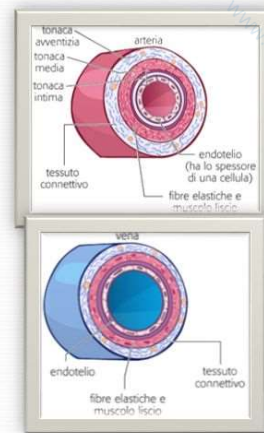 tonaca
avventizia
arteria
tonaca
media
tonaca
intima
endotelio
(ha lo spessore
di una cellula)
tessuto
connettivo
fibre elastiche e
muscolo liscio
vena
endotelio
tessuto
connettivo
fibre elastiche e
muscolo liscio